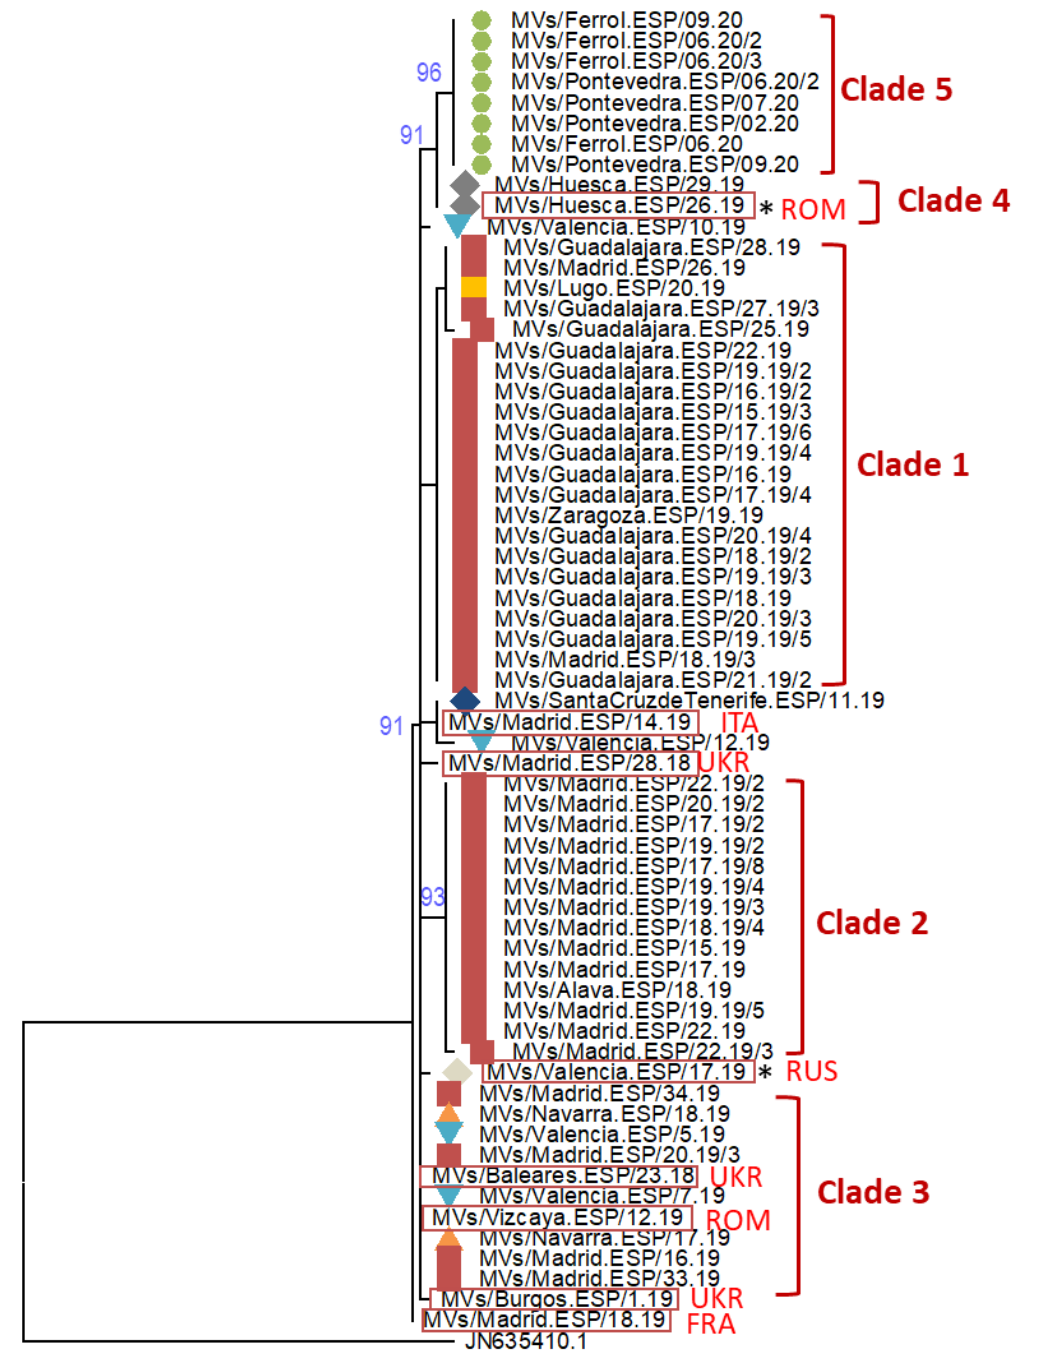 MVs/Ferrol.ESP/09.20
MVs/Ferrol.ESP/06.20/2
96
MVs/Ferrol.ESP/06.20/3
MVs/Pontevedra.ESP/06.20/2
Clade 5
MVs/Pontevedra.ESP/07.20
MVs/Pontevedra.ESP/02.20
91
MVs/Ferrol.ESP/06.20
MVs/Pontevedra.ESP/09.20
MVs/Huesca.ESP/29.19
MVs/Huesca.ESP/26.19 * ROM
Clade 4
MVs/Valencia.ESP/10.19
MVs/Guadalajara.ESP/28.19
MVs/Madrid.ESP/26.19
MVs/Lugo.ESP/20.19
MVs/Guadalajara.ESP/27.19/3
MVs/Guadalajara.ESP/25.19
MVs/Guadalajara.ESP/22.19
MVs/Guadalajara.ESP/19.19/2
MVs/Guadalajara.ESP/16.19/2
MVs/Guadalajara.ESP/15.19/3
MVs/Guadalajara.ESP/17.19/6
MVs/Guadalajara.ESP/19.19/4
Clade 1
MVs/Guadalajara.ESP/16.19
MVs/Guadalajara.ESP/17.19/4
MVs/Zaragoza.ESP/19.19
MVs/Guadalajara.ESP/20.19/4
MVs/Guadalajara.ESP/18.19/2
MVs/Guadalajara.ESP/19.19/3
MVs/Guadalajara.ESP/18.19
MVs/Guadalajara.ESP/20.19/3
MVs/Guadalajara.ESP/19.19/5
MVs/Madrid.ESP/18.19/3
MVs/Guadalajara.ESP/21.19/2
MVs/SantaCruzdeTenerife.ESP/11.19
91
MVs/Madrid.ESP/14.19 ITA
MVs/Valencia.ESP/12.19
MVs/Madrid.ESP/28.18 UKR
MVs/Madrid.ESP/22.19/2
MVs/Madrid.ESP/20.19/2
MVs/Madrid.ESP/17.19/2
MVs/Madrid.ESP/19.19/2
MVs/Madrid.ESP/17.19/8
MVs/Madrid.ESP/19.19/4
93
MVs/Madrid.ESP/19.19/3
MVs/Madrid.ESP/18.19/4
Clade 2
MVs/Madrid.ESP/15.19
MVs/Madrid.ESP/17.19
MVs/Alava.ESP/18.19
MVs/Madrid.ESP/19.19/5
MVs/Madrid.ESP/22.19
MVs/Madrid.ESP/22.19/3
MVs/Valencia.ESP/17.19 * RUS
MVs/Madrid.ESP/34.19
MVs/Navarra.ESP/18.19
MVs/Valencia.ESP/5.19
MVs/Madrid.ESP/20.19/3
MVs/Baleares.ESP/23.18 UKR
MVs/Valencia.ESP/7.19
Clade 3
MVs/Vizcaya.ESP/12.19 ROM
MVs/Navarra.ESP/17.19
MVs/Madrid.ESP/16.19
MVs/Madrid.ESP/33.19
MVs/Burgos.ESP/1.19 UKR
MVs/Madrid.ESP/18.19 FRA
JN635410.1